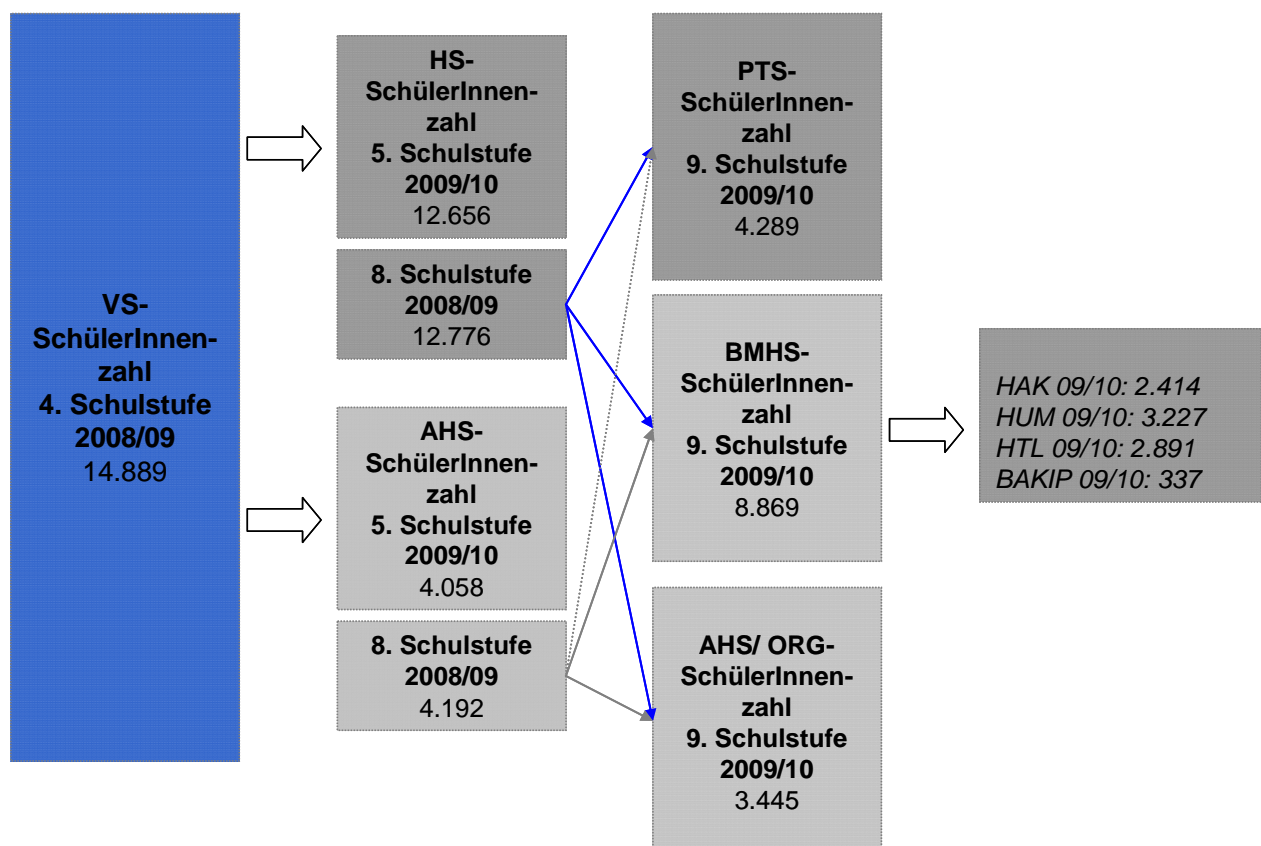 VS-
SchülerInnen-
zahl
4. Schulstufe
2008/09
14.889
HS-
SchülerInnen-
zahl
5. Schulstufe
2009/10
12.656
8. Schulstufe
2008/09
12.776
AHS-
SchülerInnen-
zahl
5. Schulstufe
2009/10
4.058
8. Schulstufe
2008/09
4.192
PTS-
SchülerInnen-
zahl
9. Schulstufe
2009/10
4.289
BMHS-
SchülerInnen-
zahl
9. Schulstufe
2009/10
8.869
AHS/ ORG-
SchülerInnen-
zahl
9. Schulstufe
2009/10
3.445
HAK 09/10: 2.414
HUM 09/10: 3.227
HTL 09/10: 2.891
BAKIP 09/10: 337